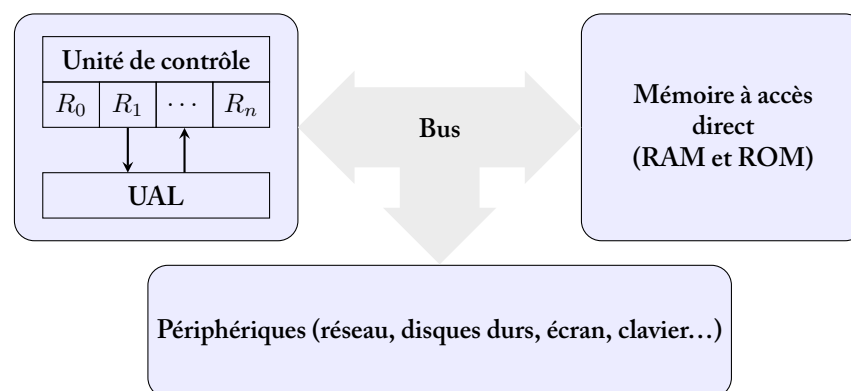 Unité de contrôle
R₀ R₁ ⋯ Rₙ
UAL
Bus
Mémoire à accès
direct
(RAM et ROM)
Périphériques (réseau, disques durs, écran, clavier…)